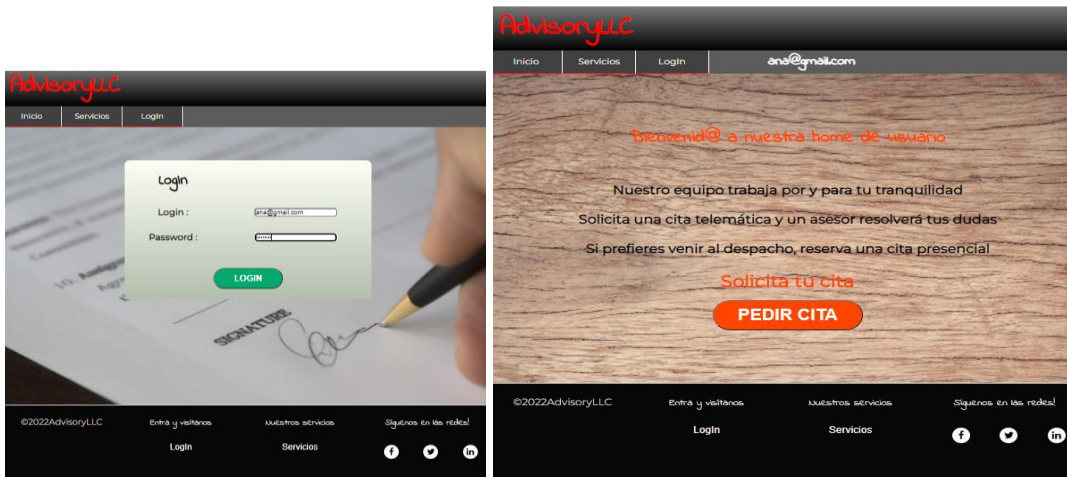 AdvisoryLLC
Inicio Servicios LogIn
LogIn
Login :
ana@gmail.com
Password :
LOGIN
SIGNATURE
©2022AdvisoryLLC
Entra y visítanos
Nuestros servicios
Síguenos en las redes!
LogIn
Servicios
AdvisoryLLC
Inicio Servicios LogIn ana@gmail.com
Bienvenid@ a nuestra home de usuario
Nuestro equipo trabaja por y para tu tranquilidad
Solicita una cita telemática y un asesor resolverá tus dudas
Si prefieres venir al despacho, reserva una cita presencial
Solicita tu cita
PEDIR CITA
©2022AdvisoryLLC
Entra y visítanos
Nuestros servicios
Síguenos en las redes!
LogIn
Servicios